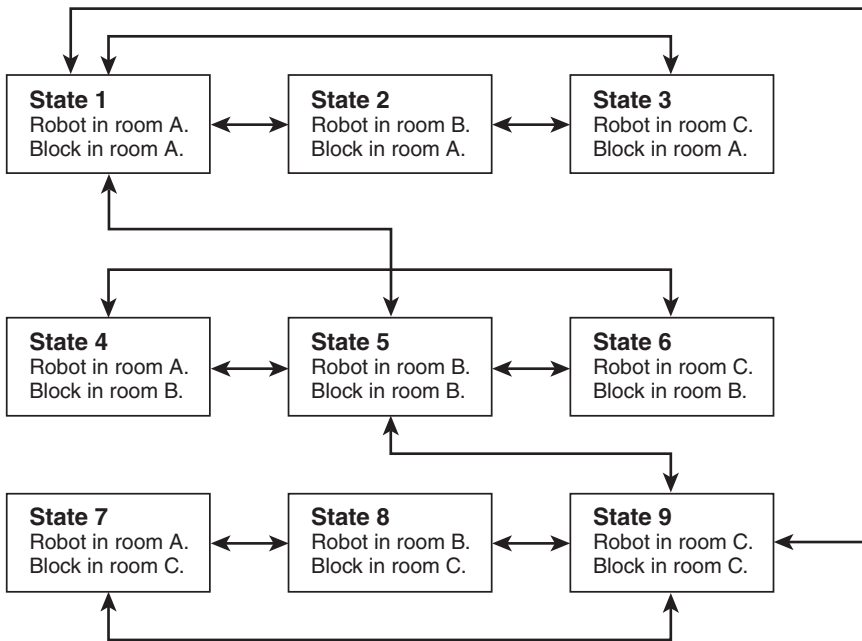 State 1
Robot in room A.
Block in room A.
State 2
Robot in room B.
Block in room A.
State 3
Robot in room C.
Block in room A.
State 4
Robot in room A.
Block in room B.
State 5
Robot in room B.
Block in room B.
State 6
Robot in room C.
Block in room B.
State 7
Robot in room A.
Block in room C.
State 8
Robot in room B.
Block in room C.
State 9
Robot in room C.
Block in room C.